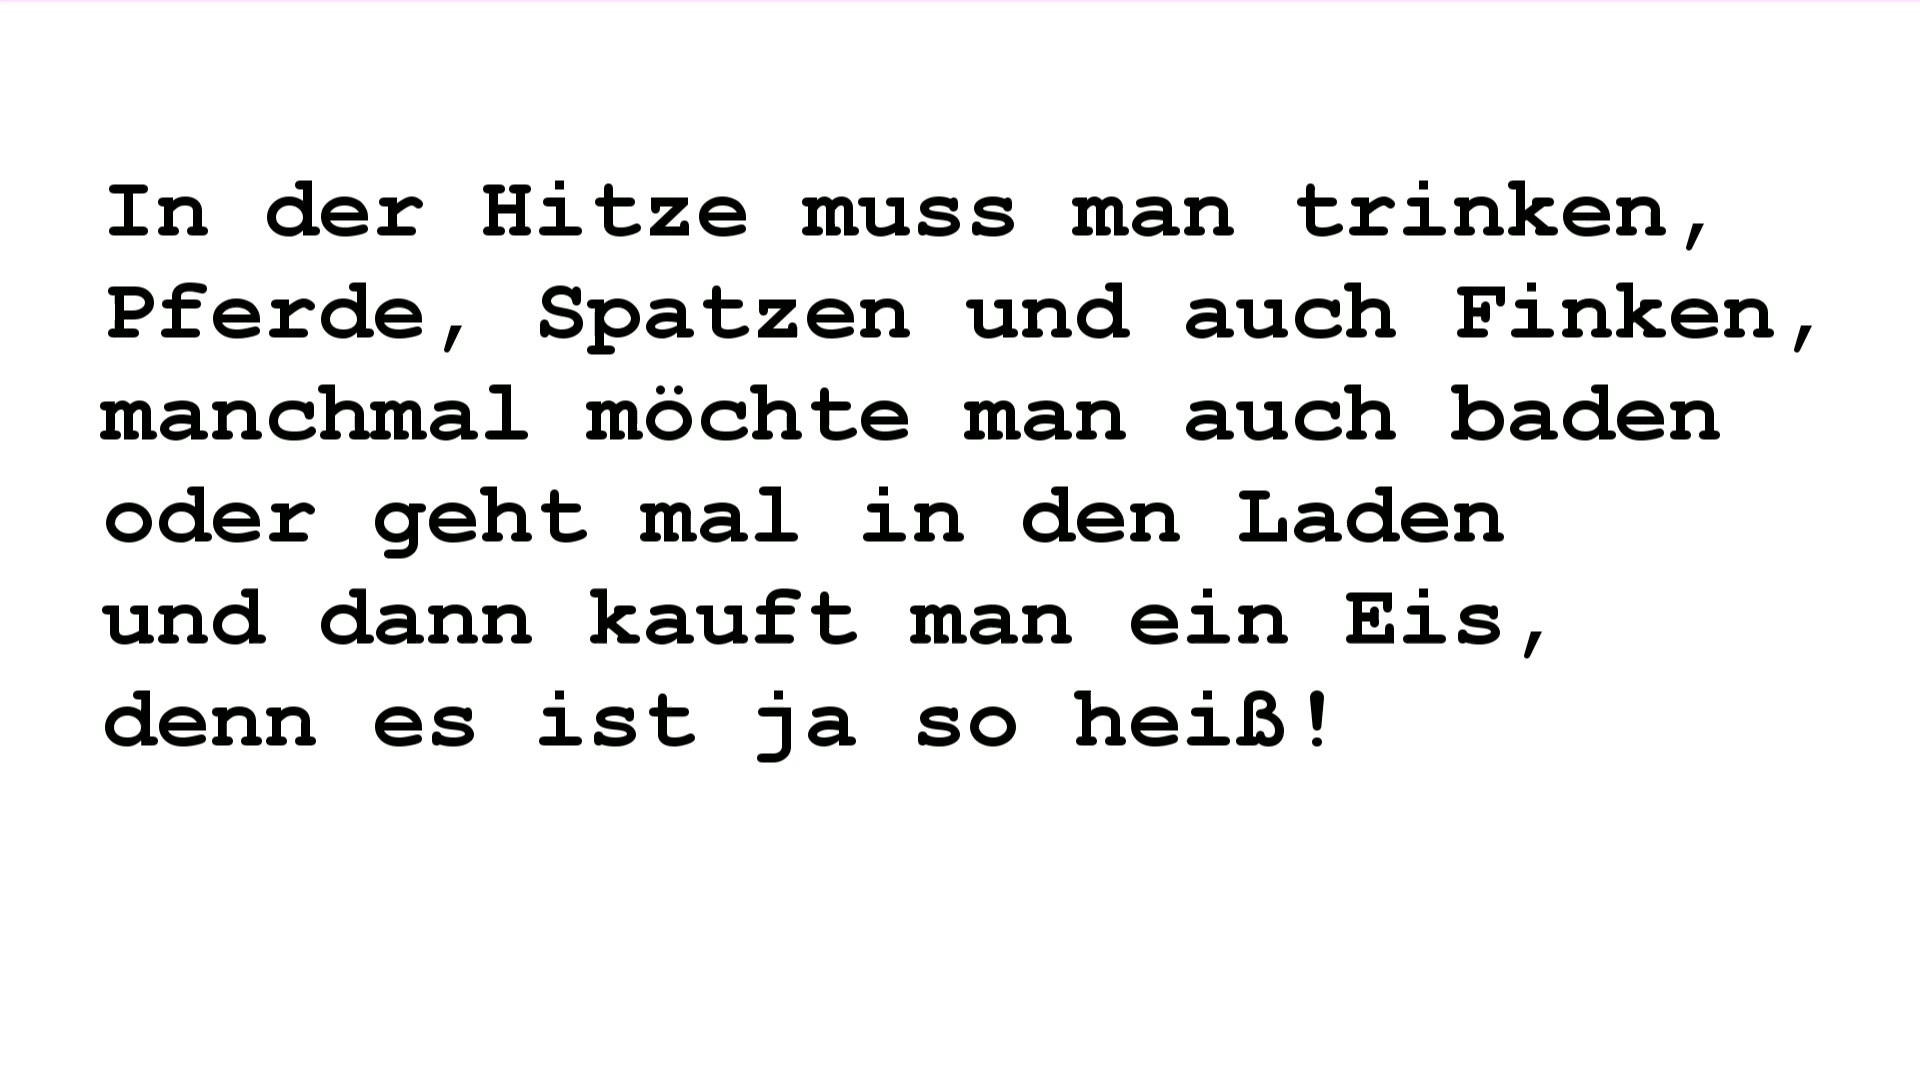 In der Hitze muss man trinken,
Pferde, Spatzen und auch Finken,
manchmal möchte man auch baden
oder geht mal in den Laden
und dann kauft man ein Eis,
denn es ist ja so heiß!